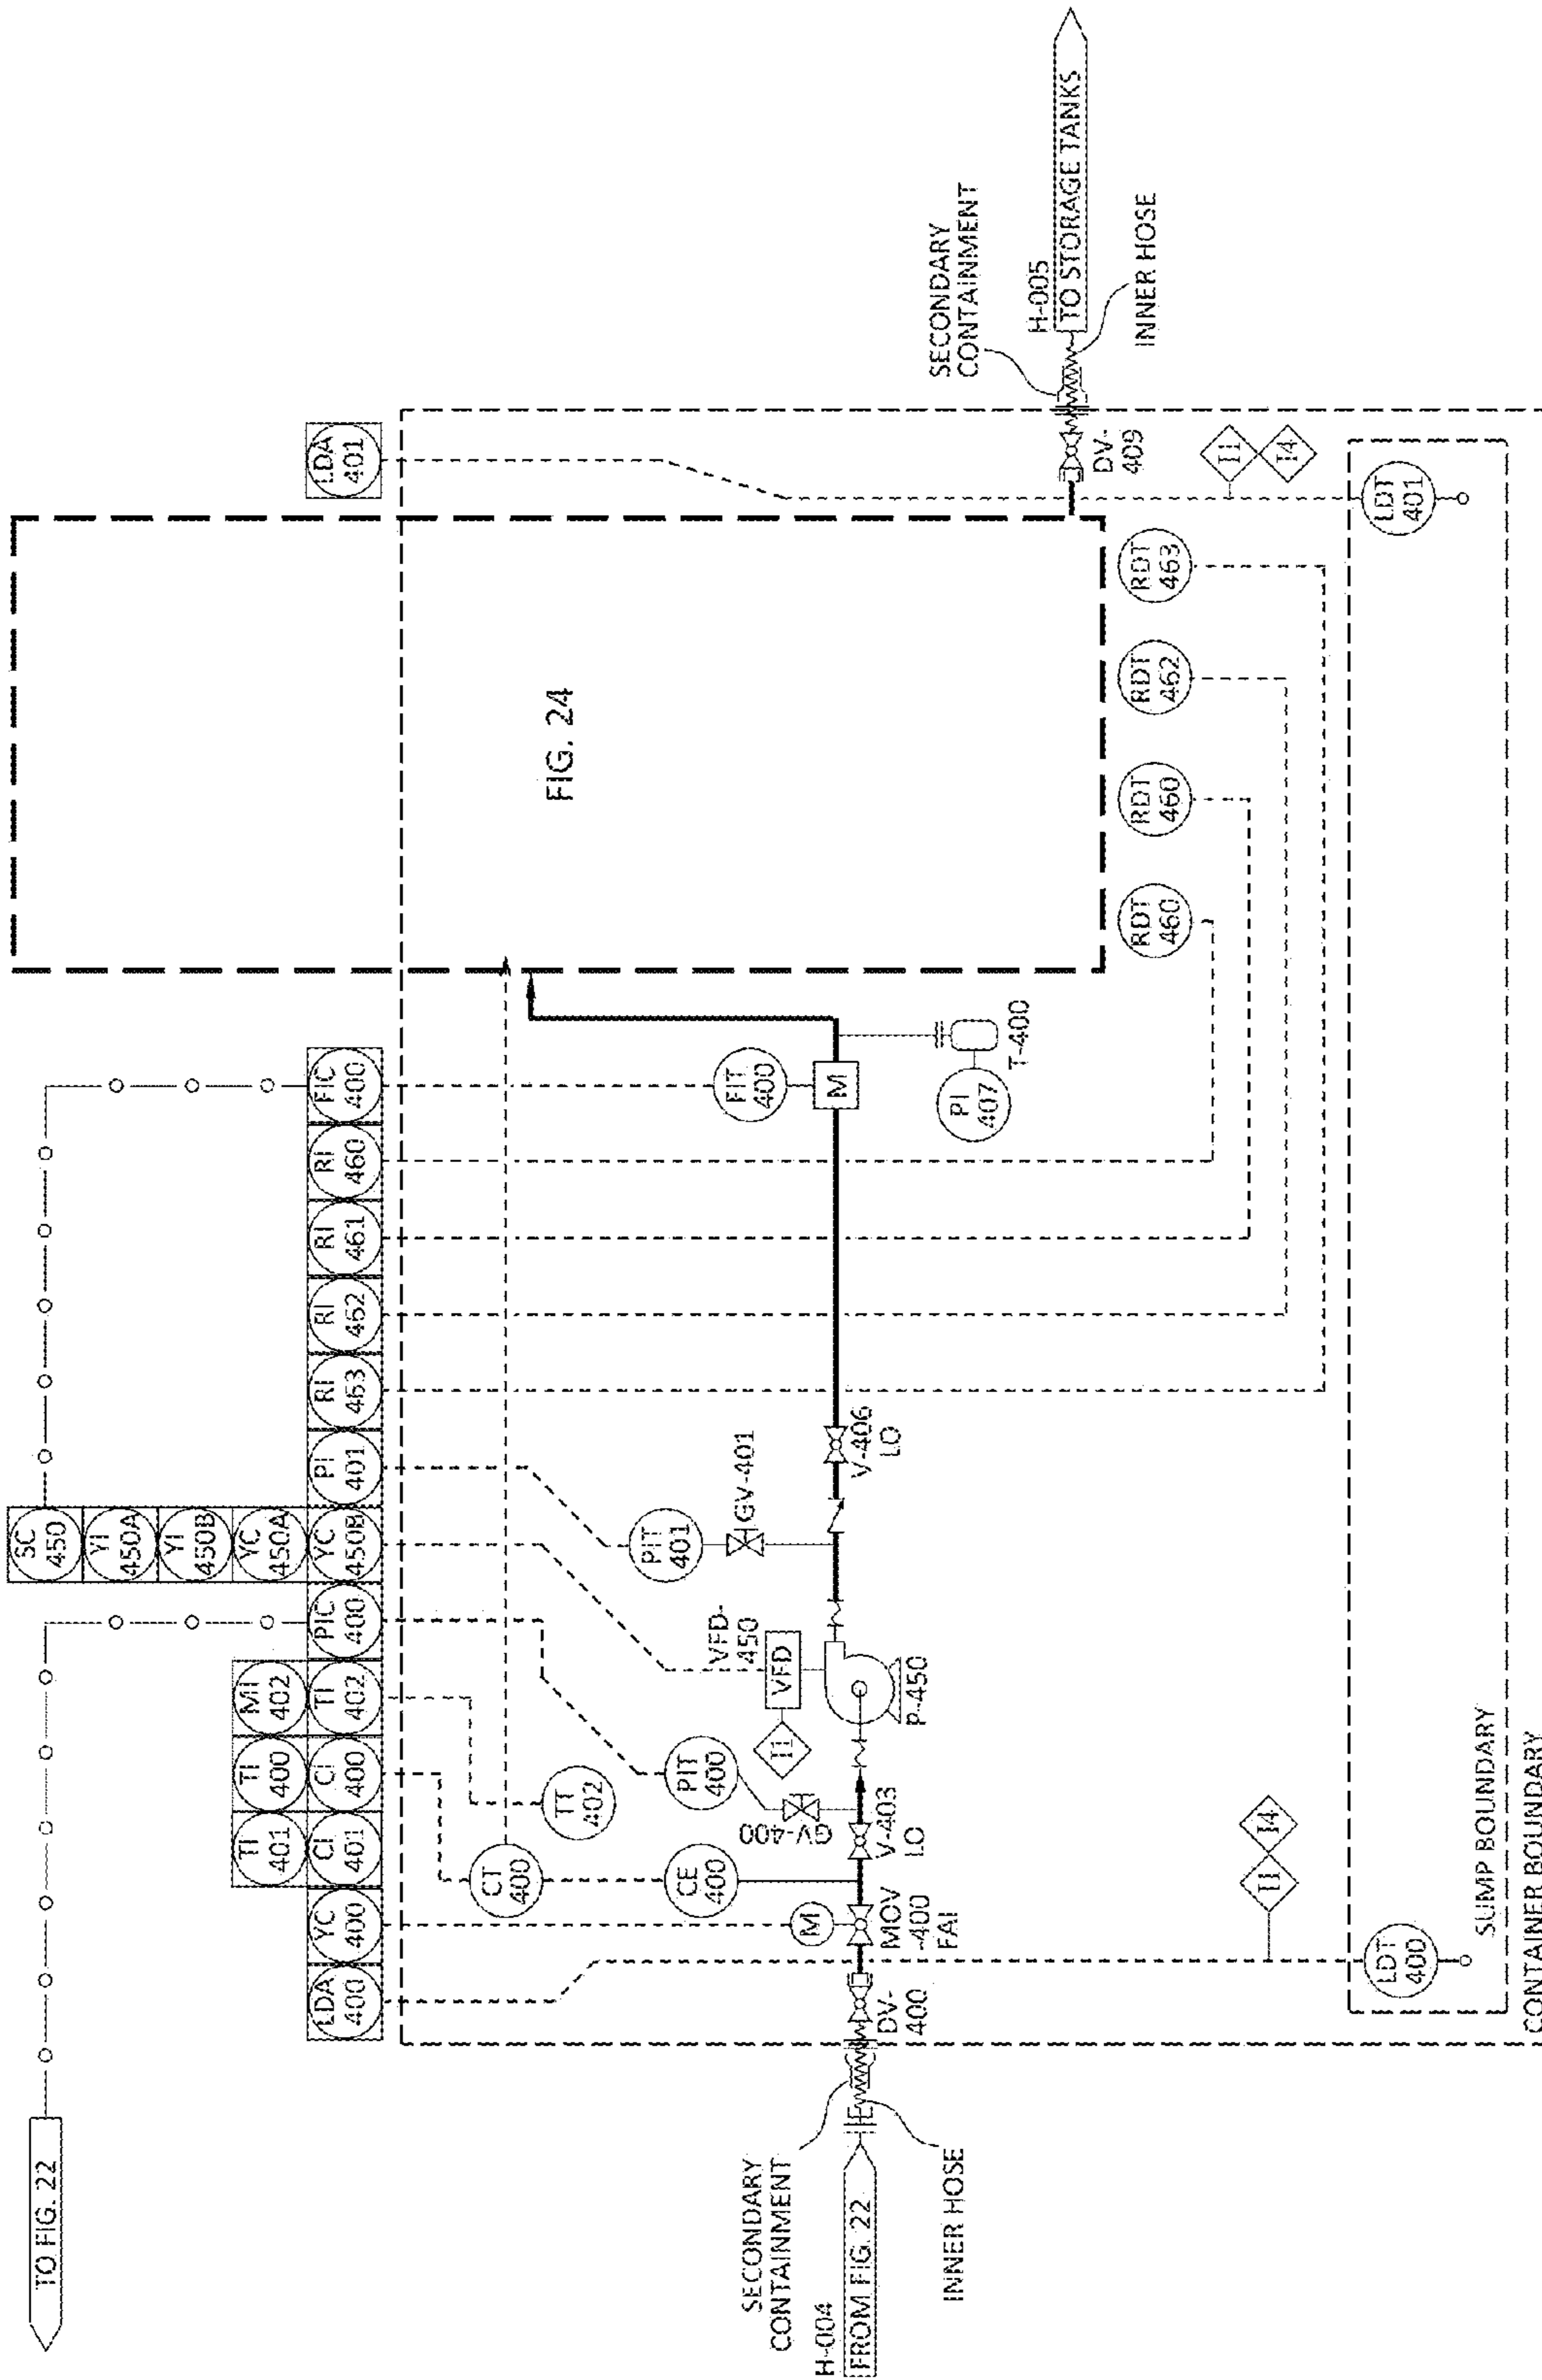 TO FIG. 22
SC
450
YI
450A
YI
450B
YC
450A
MI
402
TI
400
TI
401
LDA
400
YC
400
CI
401
CI
400
TI
402
PIC
400
YC
450B
PI
401
RI
463
RI
462
RI
461
RI
460
FIC
400
LDA
401
FIG. 24
CT
400
TT
402
CE
400
PIT
400
GV-400
PIT
401
GV-401
VFD-
450
VFD
I1
P-450
FIT
400
M
M
PI
407
T-400
SECONDARY
CONTAINMENT
H-004
FROM FIG. 22
INNER HOSE
DV-
400
MOV
-400
FAI
V-403
LO
V-406
LO
SECONDARY
CONTAINMENT
H-005
TO STORAGE TANKS
INNER HOSE
DV-
409
RDT
460
RDT
460
RDT
462
RDT
463
I1
I4
I1
I4
LDT
400
LDT
401
SUMP BOUNDARY
CONTAINER BOUNDARY